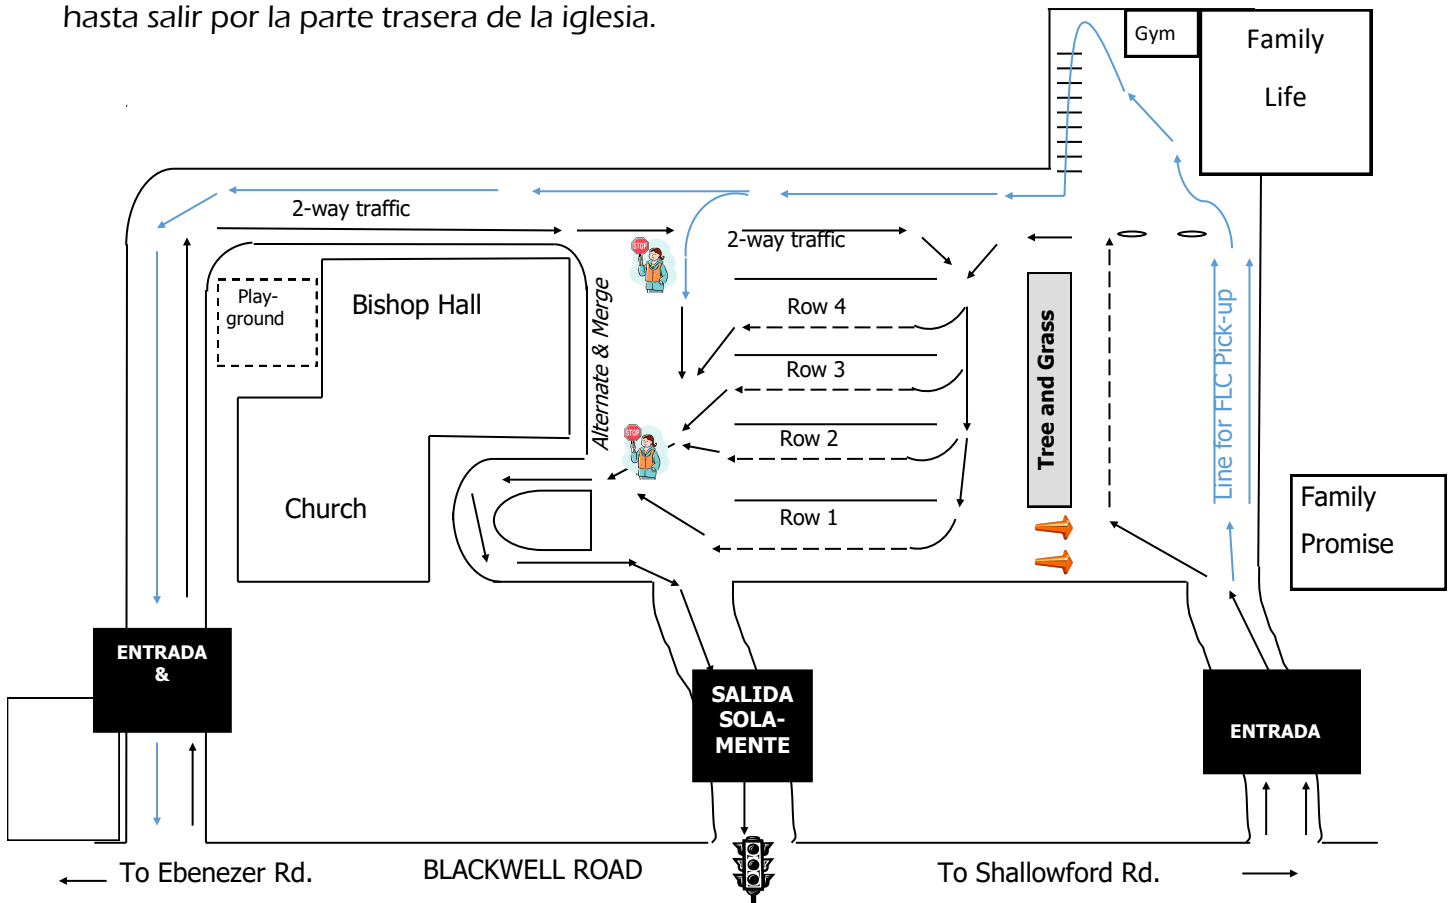 hasta salir por la parte trasera de la iglesia.
Gym
Family
Life
2-way traffic
2-way traffic
STOP
Play-
ground
Bishop Hall
Alternate & Merge
Row 4
Row 3
Row 2
Row 1
STOP
Tree and Grass
Line for FLC Pick-up
Church
Family
Promise
ENTRADA
&
SALIDA
SOLA-
MENTE
ENTRADA
To Ebenezer Rd.
BLACKWELL ROAD
To Shallowford Rd.